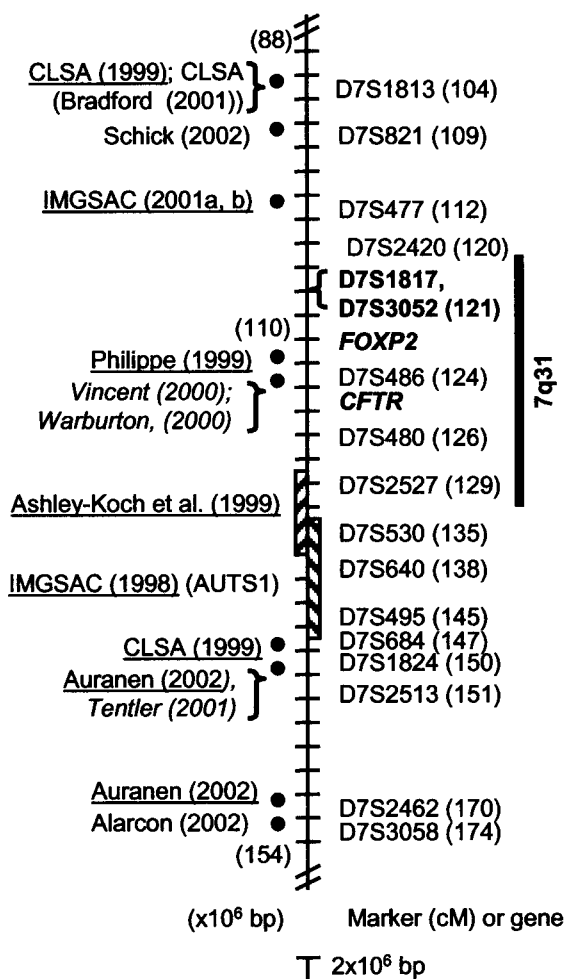 (88)
CLSA (1999); CLSA
(Bradford (2001))
D7S1813 (104)
Schick (2002)
D7S821 (109)
IMGSAC (2001a, b)
D7S477 (112)
D7S2420 (120)
D7S1817,
D7S3052 (121)
(110)
FOXP2
Philippe (1999)
Vincent (2000);
Warburton, (2000)
D7S486 (124)
CFTR
7q31
D7S480 (126)
D7S2527 (129)
Ashley-Koch et al. (1999)
D7S530 (135)
D7S640 (138)
IMGSAC (1998) (AUTS1)
D7S495 (145)
CLSA (1999)
D7S684 (147)
D7S1824 (150)
Auranen (2002),
Tentler (2001)
D7S2513 (151)
Auranen (2002)
D7S2462 (170)
Alarcon (2002)
D7S3058 (174)
(154)
(x10⁶ bp)
Marker (cM) or gene
2x10⁶ bp